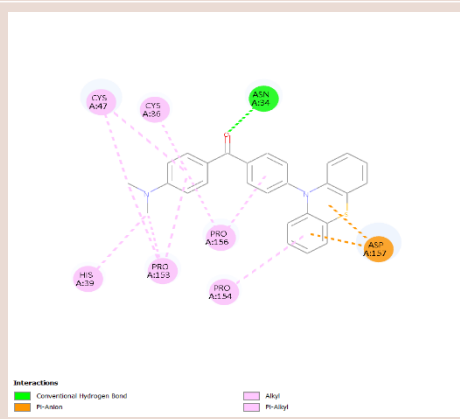 CYS
A:47
CYS
A:36
ASN
A:34
O
N
N
S
PRO
A:156
ASP
A:157
HIS
A:39
PRO
A:153
PRO
A:154
Interactions
Conventional Hydrogen Bond
Pi-Anion
Alkyl
Pi-Alkyl